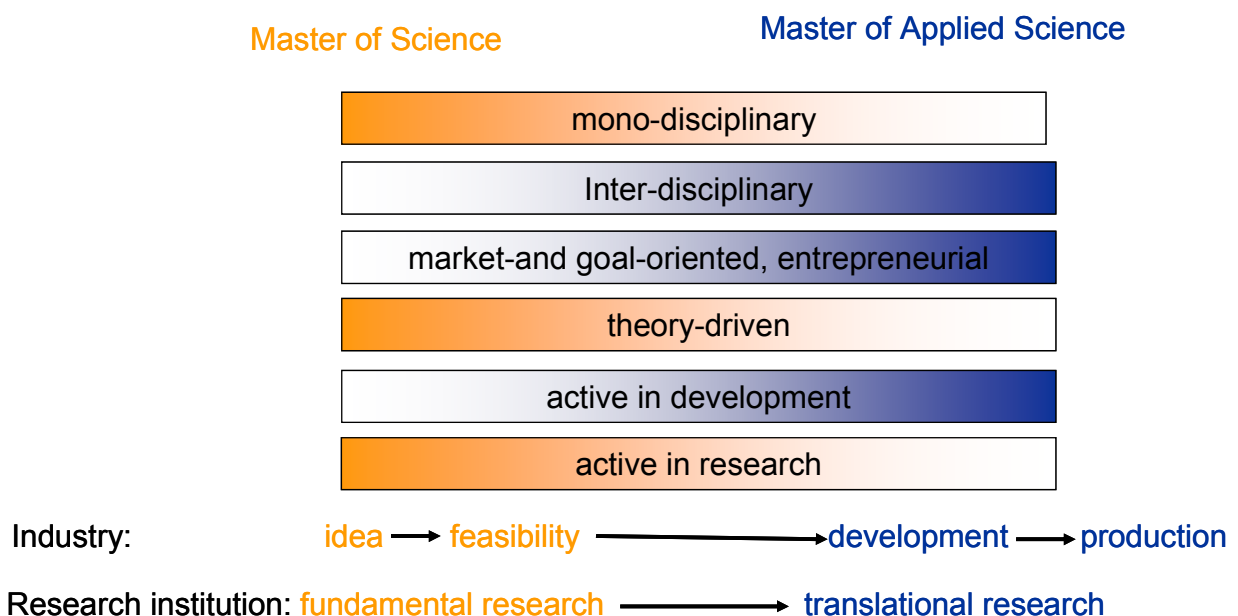 Master of Science
Master of Applied Science
mono-disciplinary
Inter-disciplinary
market-and goal-oriented, entrepreneurial
theory-driven
active in development
active in research
Industry: idea feasibility development production
Research institution: fundamental research translational research